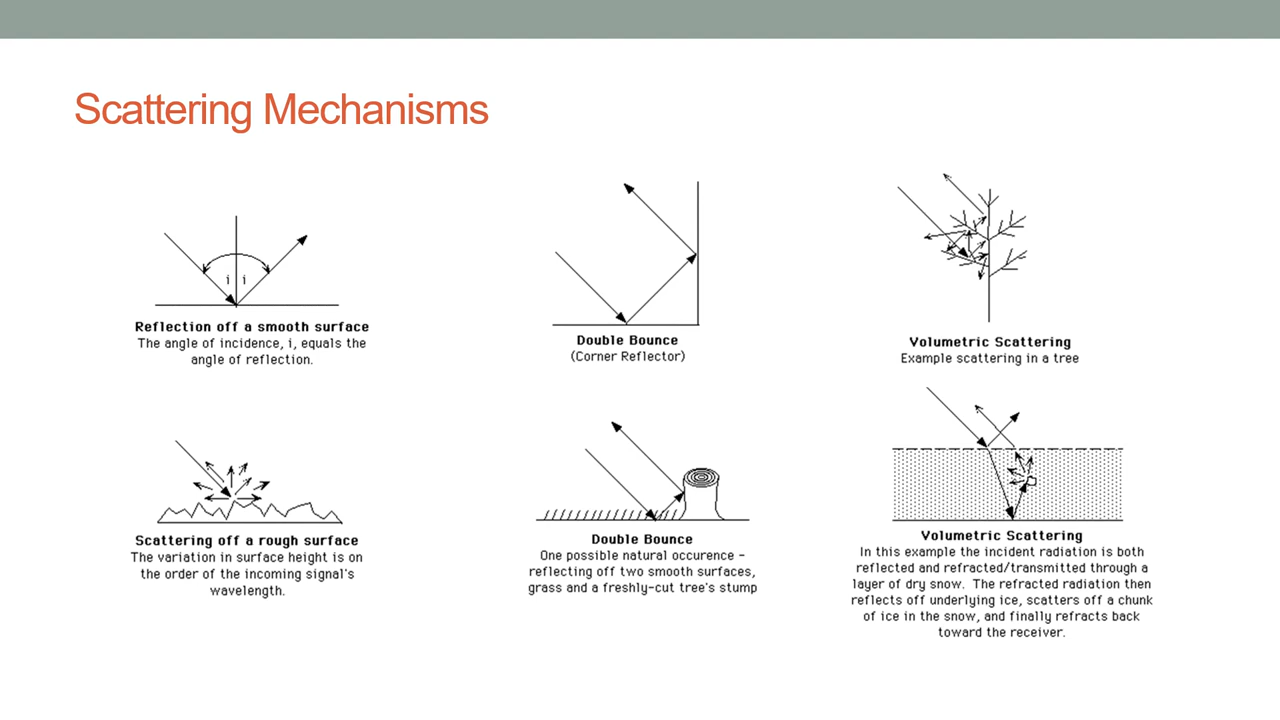 Scattering Mechanisms
i i
Reflection off a smooth surface
The angle of incidence, i, equals the
angle of reflection.
Double Bounce
(Corner Reflector)
Volumetric Scattering
Example scattering in a tree
Scattering off a rough surface
The variation in surface height is on
the order of the incoming signal's
wavelength.
Double Bounce
One possible natural occurence -
reflecting off two smooth surfaces,
grass and a freshly-cut tree's stump
Volumetric Scattering
In this example the incident radiation is both
reflected and refracted/transmitted through a
layer of dry snow. The refracted radiation then
reflects off underlying ice, scatters off a chunk
of ice in the snow, and finally refracts back
toward the receiver.